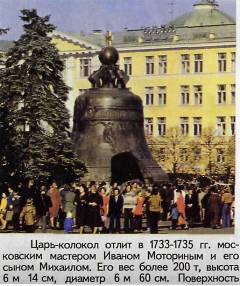 Царь-колокол отлит в 1733-1735 гг. мос-
ковским мастером Иваном Моториным и его
сыном Михаилом. Его вес более 200 т, высота
6 м 14 см, диаметр 6 м 60 см. Поверхность